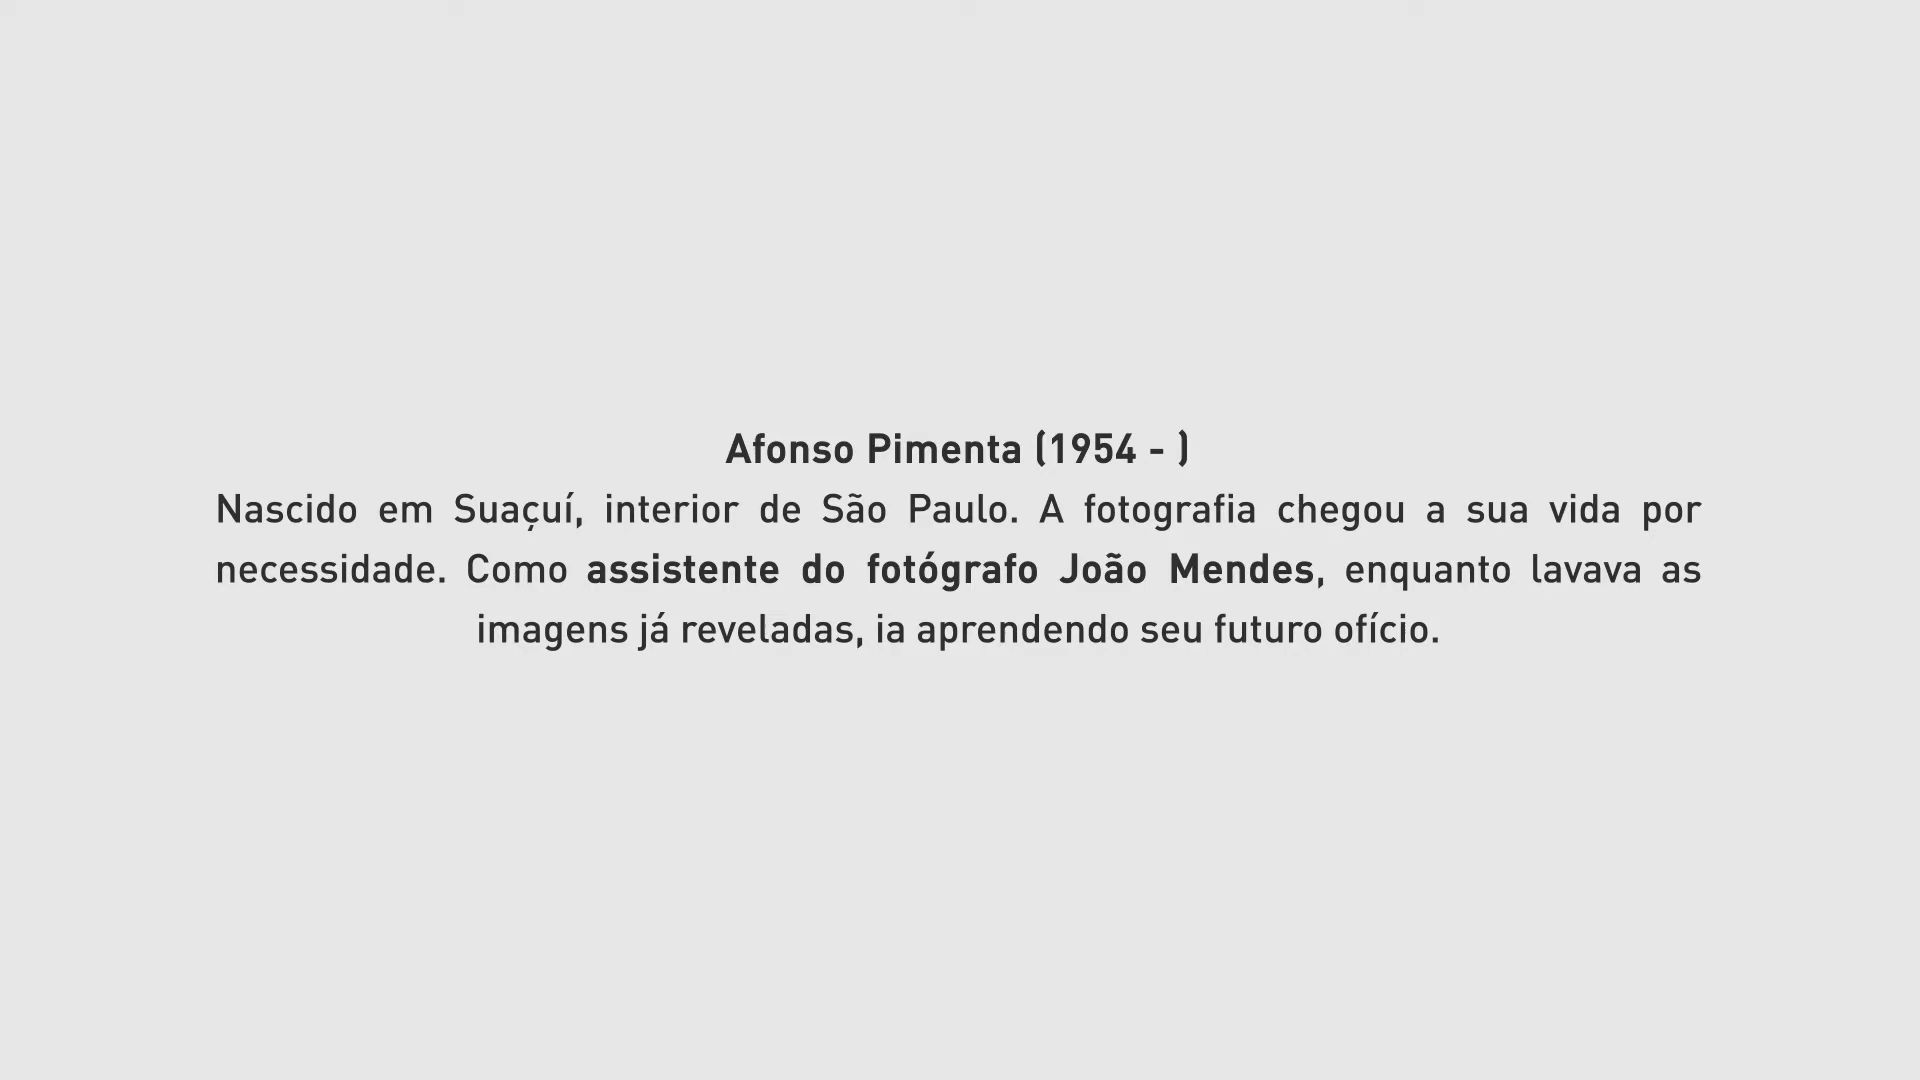 Afonso Pimenta (1954 - )
Nascido em Suaçuí, interior de São Paulo. A fotografia chegou a sua vida por
necessidade. Como assistente do fotógrafo João Mendes, enquanto lavava as
imagens já reveladas, ia aprendendo seu futuro ofício.